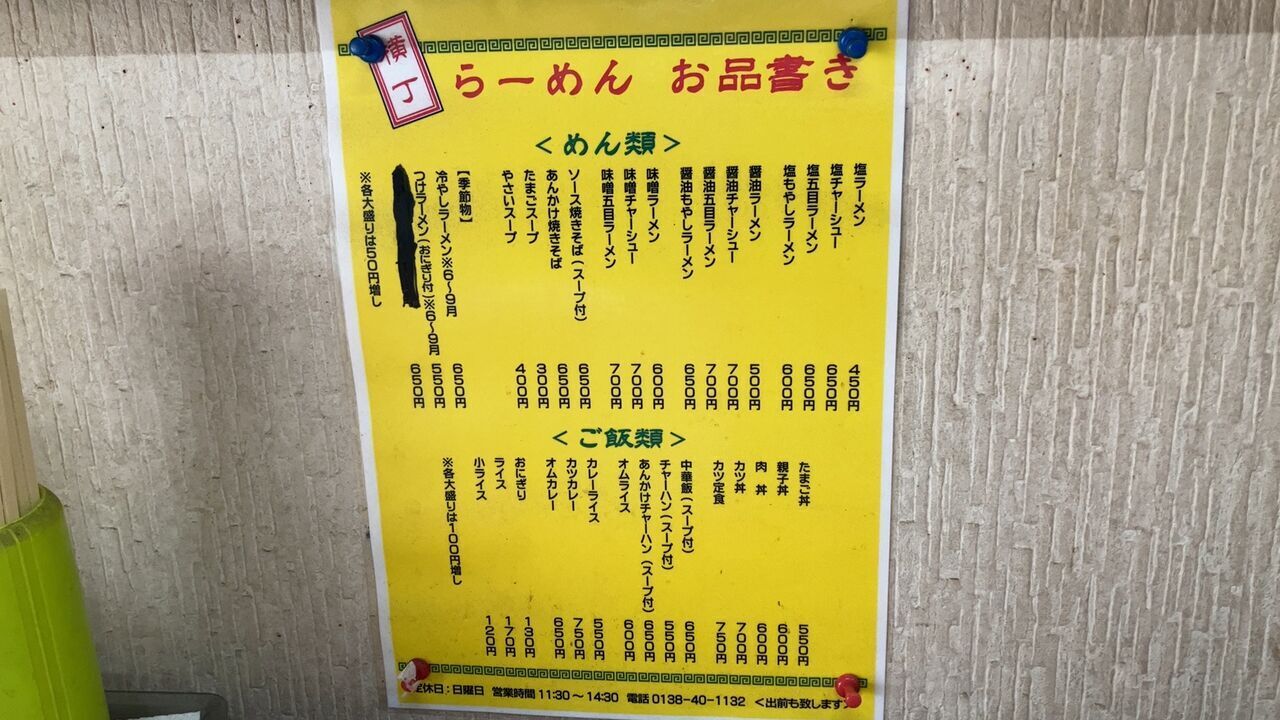 横丁
らーめん お品書き
＜めん類＞
塩ラーメン 450円
塩チャーシュー 650円
塩五目ラーメン 650円
塩もやしラーメン 600円
醤油ラーメン 500円
醤油チャーシュー 700円
醤油五目ラーメン 700円
醤油もやしラーメン 650円
味噌ラーメン 600円
味噌チャーシュー 700円
味噌五目ラーメン 700円
ソース焼きそば(スープ付) 650円
あんかけ焼きそば 650円
たまごスープ 300円
やさいスープ 400円
【季節物】
冷やしラーメン※6～9月 650円
つけラーメン(おにぎり付)※6～9月 550円
650円
※各大盛りは50円増し
＜ご飯類＞
たまご丼 550円
親子丼 600円
肉 丼 600円
カツ丼 700円
カツ定食 750円
中華飯(スープ付) 650円
チャーハン(スープ付) 550円
あんかけチャーハン(スープ付) 650円
オムライス 600円
カレーライス 550円
カツカレー 750円
オムカレー 650円
おにぎり 130円
ライス 170円
小ライス 120円
※各大盛りは100円増し
定休日；日曜日 営業時間 11:30～14:30 電話 0138-40-1132 ＜出前も致します